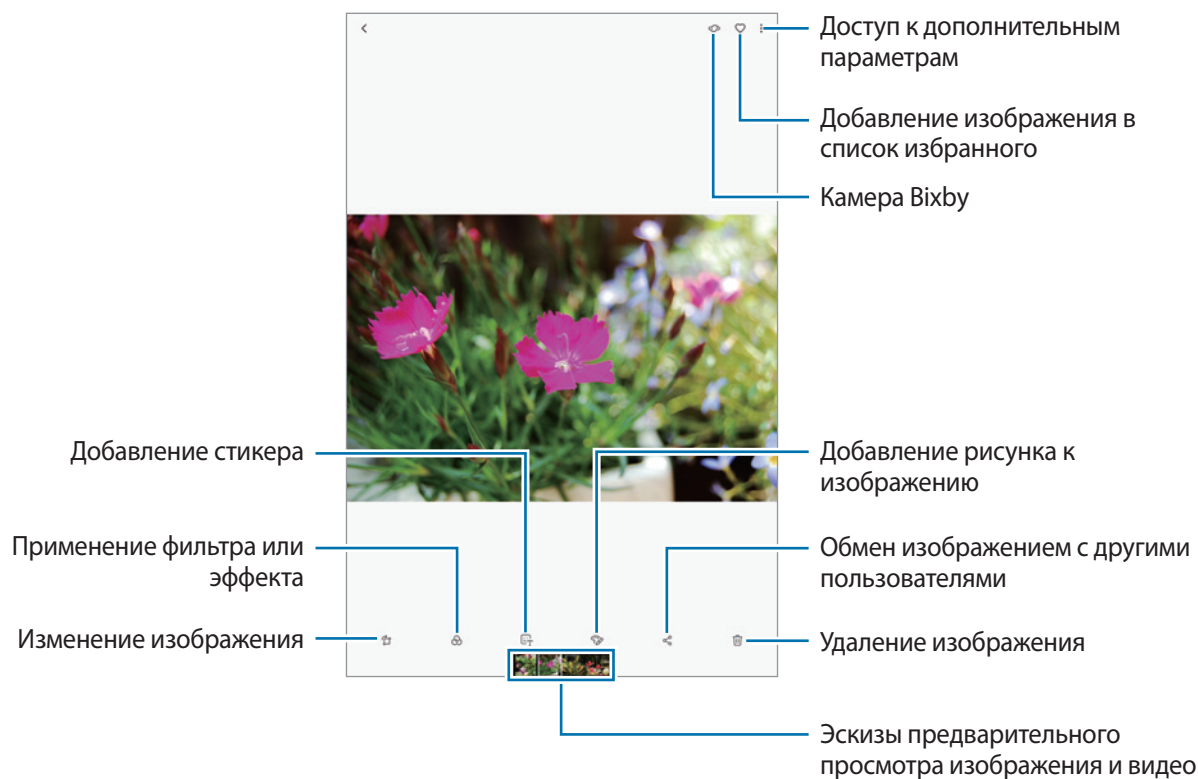 Доступ к дополнительным
параметрам
Добавление изображения в
список избранного
Камера Bixby
Добавление стикера
Добавление рисунка к
изображению
Применение фильтра или
эффекта
Обмен изображением с другими
пользователями
Изменение изображения
Удаление изображения
Эскизы предварительного
просмотра изображения и видео